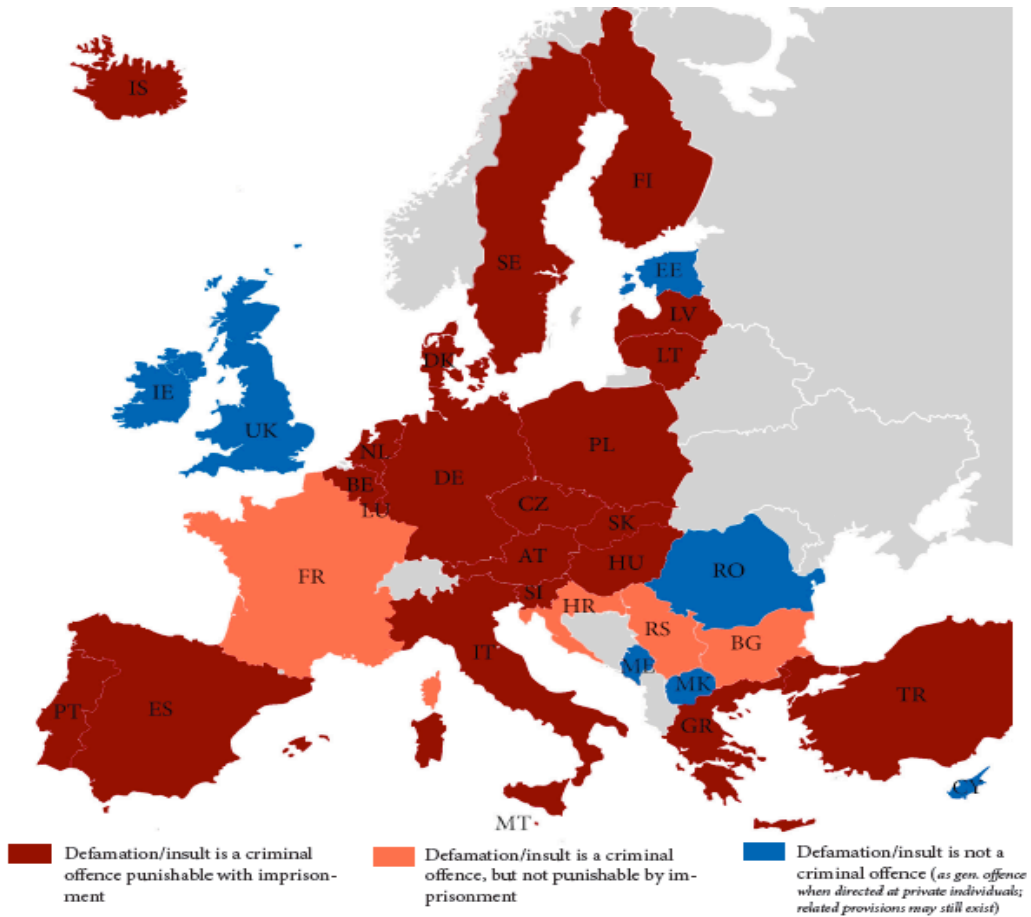 IS
FI
SE
EE
LV
DK
LT
IE
UK
NL
PL
BE
DE
LU
CZ
SK
AT
HU
FR
RO
SI
HR
RS
BG
IT
ME
MK
PT
ES
TR
GR
CY
MT
Defamation/insult is a criminal
offence punishable with imprison-
ment
Defamation/insult is a criminal
offence, but not punishable by im-
prisonment
Defamation/insult is not a
criminal offence (as gen. offence
when directed at private individuals;
related provisions may still exist)